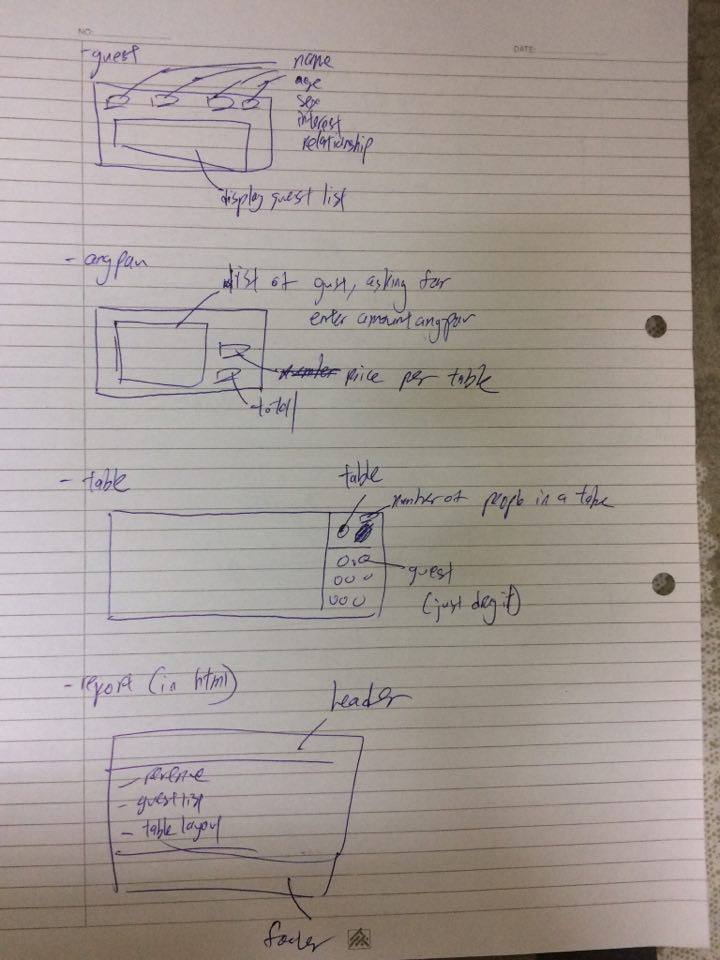 NO:
DATE:
- guest
name
age
sex
interest
relationship
display guest list
- angpau
list of gust, asking for
enter amount angpau
price per table
total
- table
table
number of people in a table
guest
(just drag it)
- report (in html)
header
- revenue
- guest list
- table layout
footer